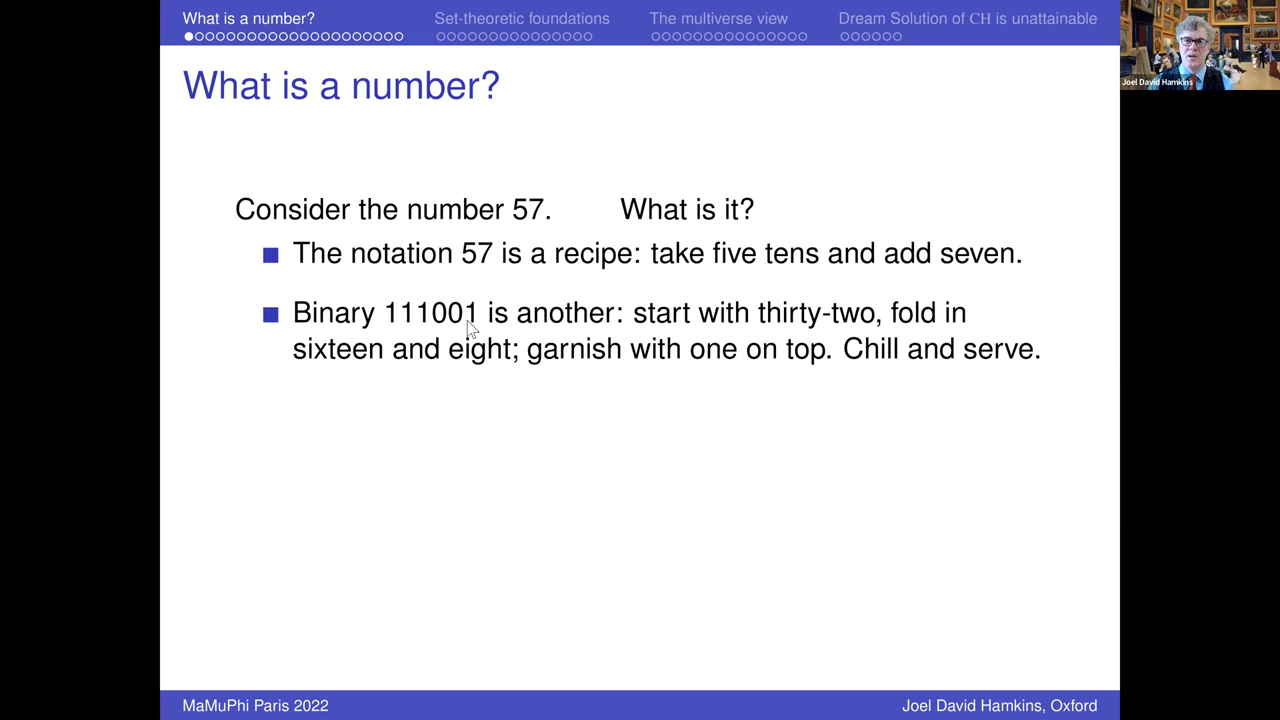 What is a number?
Set-theoretic foundations
The multiverse view
Dream Solution of CH is unattainable
Joel David Hamkins
What is a number?
Consider the number 57. What is it?
The notation 57 is a recipe: take five tens and add seven.
Binary 111001 is another: start with thirty-two, fold in
sixteen and eight; garnish with one on top. Chill and serve.
MaMuPhi Paris 2022
Joel David Hamkins, Oxford